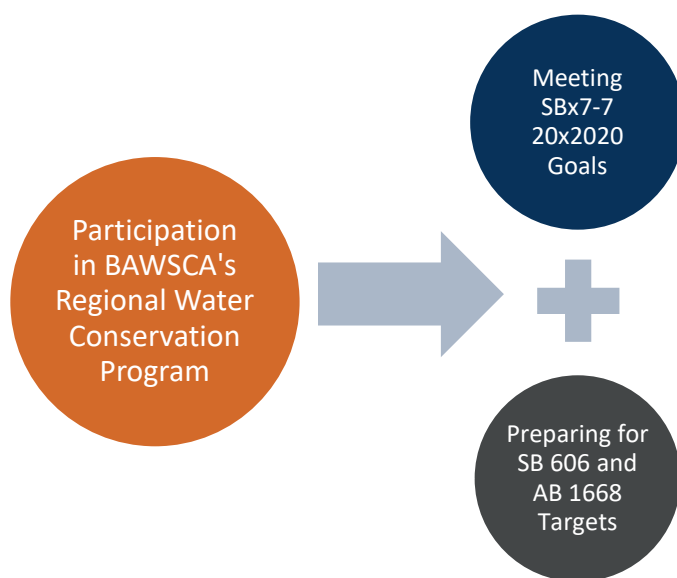 Participation
in BAWSCA's
Regional Water
Conservation
Program
Meeting
SBx7-7
20x2020
Goals
Preparing for
SB 606 and
AB 1668
Targets